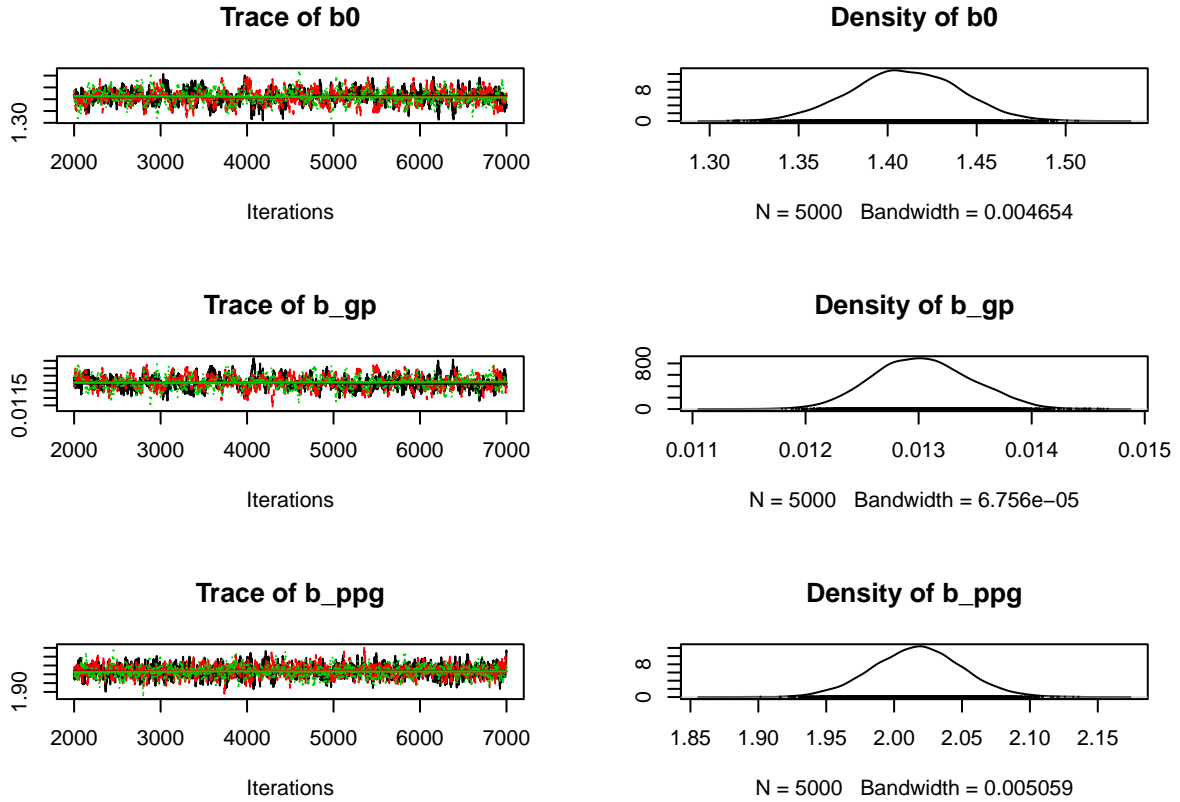 Trace of b0
1.30
2000 3000 4000 5000 6000 7000
Iterations
Density of b0
0 8
1.30 1.35 1.40 1.45 1.50
N = 5000 Bandwidth = 0.004654
Trace of b_gp
0.0115
2000 3000 4000 5000 6000 7000
Iterations
Density of b_gp
0 800
0.011 0.012 0.013 0.014 0.015
N = 5000 Bandwidth = 6.756e−05
Trace of b_ppg
1.90
2000 3000 4000 5000 6000 7000
Iterations
Density of b_ppg
0 8
1.85 1.90 1.95 2.00 2.05 2.10 2.15
N = 5000 Bandwidth = 0.005059